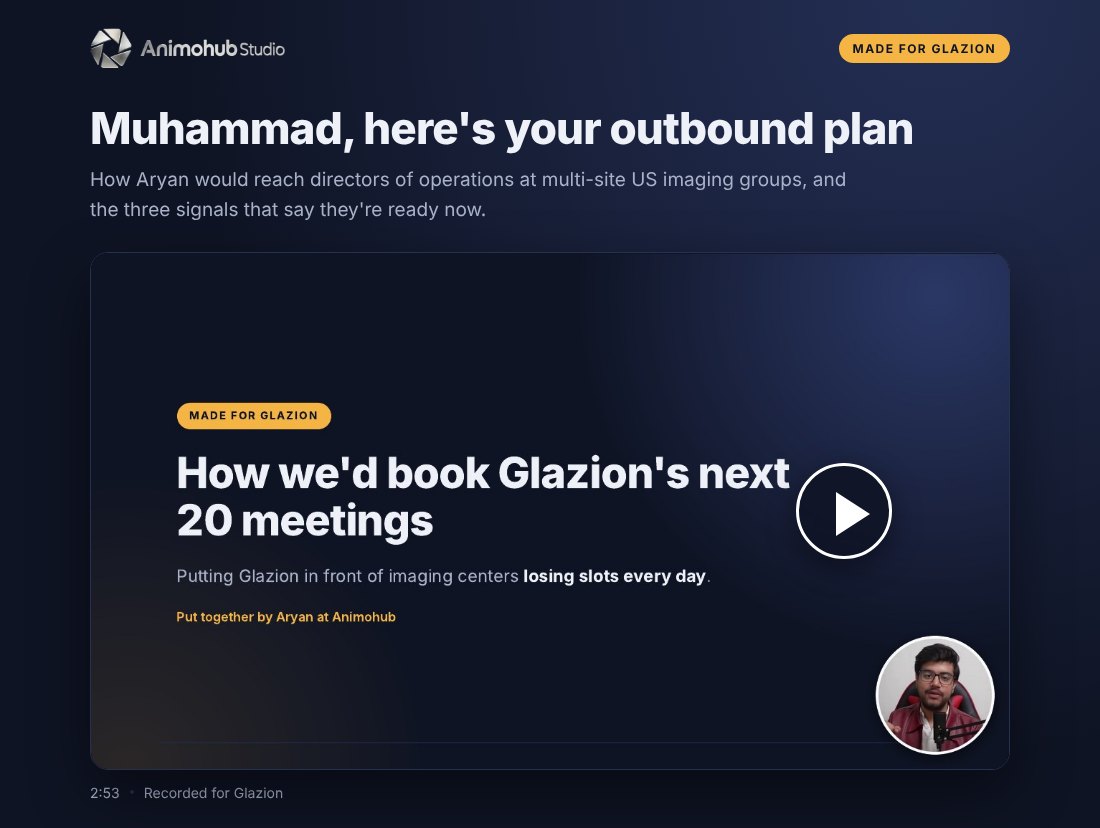 Animohub Studio
MADE FOR GLAZION
Muhammad, here's your outbound plan
How Aryan would reach directors of operations at multi-site US imaging groups, and
the three signals that say they're ready now.
MADE FOR GLAZION
How we'd book Glazion's next
20 meetings
Putting Glazion in front of imaging centers losing slots every day.
Put together by Aryan at Animohub
2:53 • Recorded for Glazion